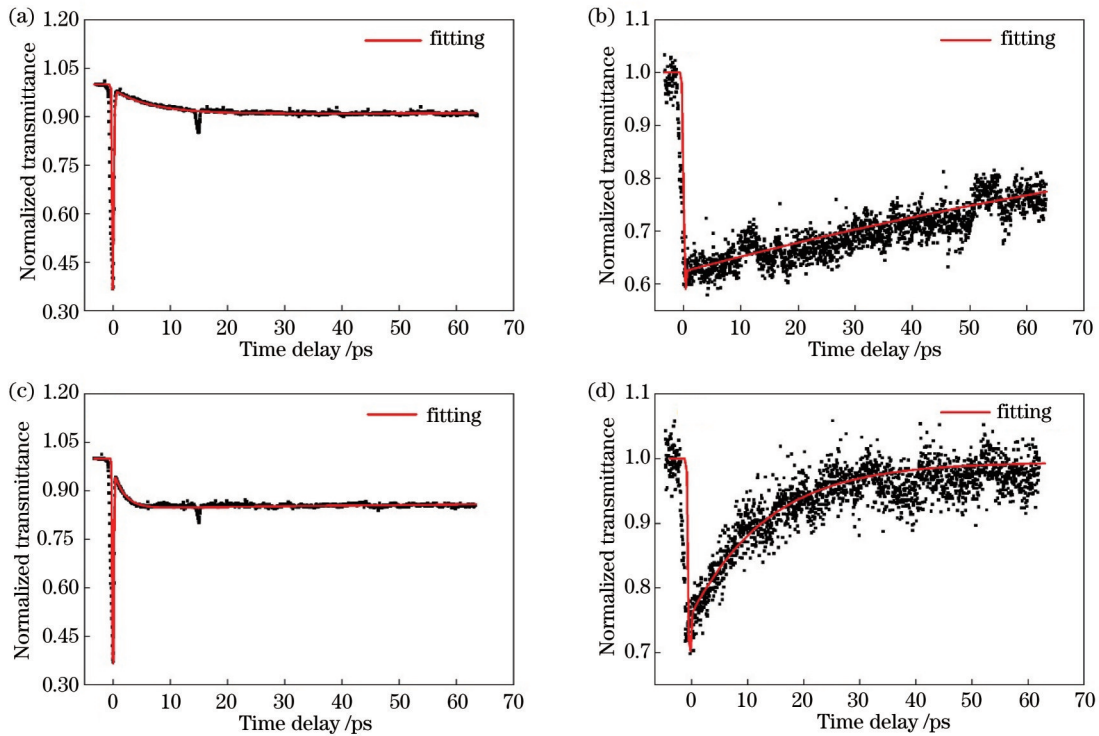 (a)
1.20
1.05
0.90
0.75
0.60
0.45
0.30
Normalized transmittance
fitting
0 10 20 30 40 50 60 70
Time delay /ps
(b)
1.1
1.0
0.9
0.8
0.7
0.6
Normalized transmittance
fitting
0 10 20 30 40 50 60 70
Time delay /ps
(c)
1.20
1.05
0.90
0.75
0.60
0.45
0.30
Normalized transmittance
fitting
0 10 20 30 40 50 60 70
Time delay /ps
(d)
1.1
1.0
0.9
0.8
0.7
Normalized transmittance
fitting
0 10 20 30 40 50 60 70
Time delay /ps